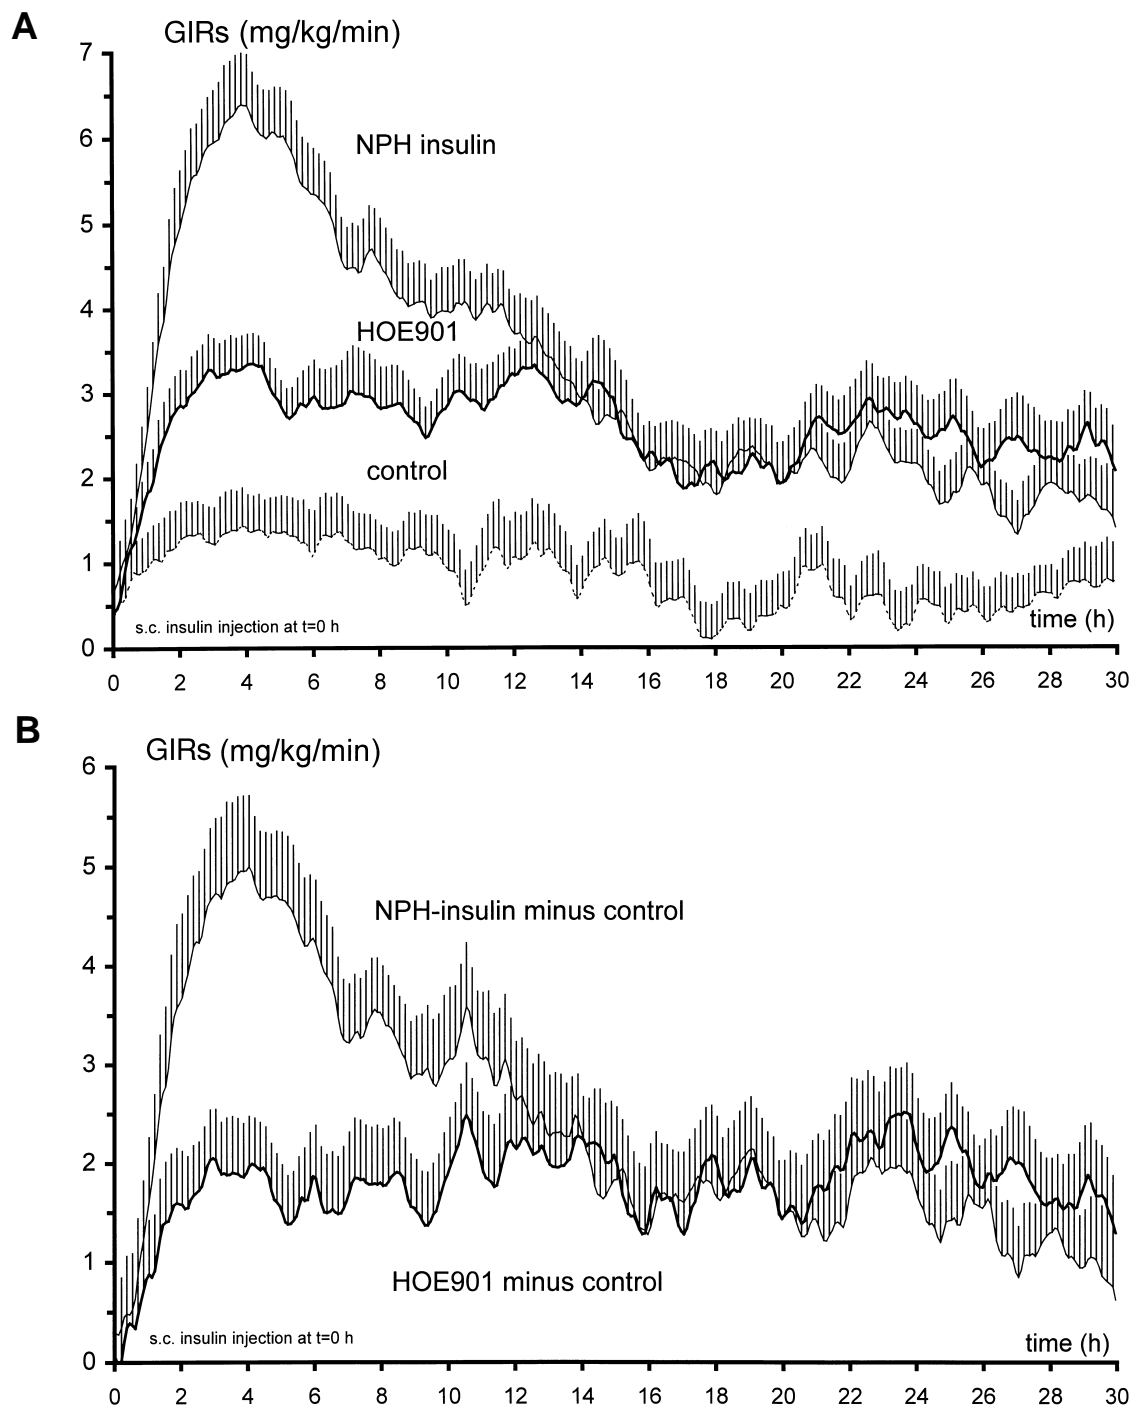 A
GIRs (mg/kg/min)
7
6
5
4
3
2
1
0
NPH insulin
HOE901
control
s.c. insulin injection at t=0 h
time (h)
0 2 4 6 8 10 12 14 16 18 20 22 24 26 28 30
B
GIRs (mg/kg/min)
6
5
4
3
2
1
0
NPH-insulin minus control
HOE901 minus control
s.c. insulin injection at t=0 h
time (h)
0 2 4 6 8 10 12 14 16 18 20 22 24 26 28 30